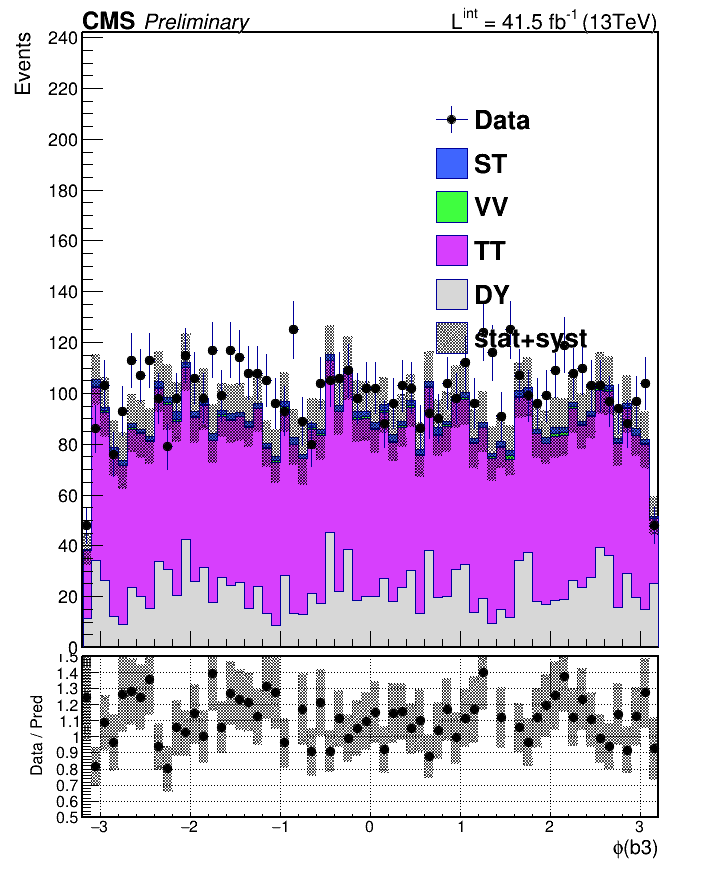 CMS Preliminary L^int = 41.5 fb^-1 (13TeV)
Events
240
220
200
180
160
140
120
100
80
60
40
20
0
Data
ST
VV
TT
DY
stat+syst
Data / Pred
1.5
1.4
1.3
1.2
1.1
1
0.9
0.8
0.7
0.6
0.5
−3 −2 −1 0 1 2 3
ϕ(b3)